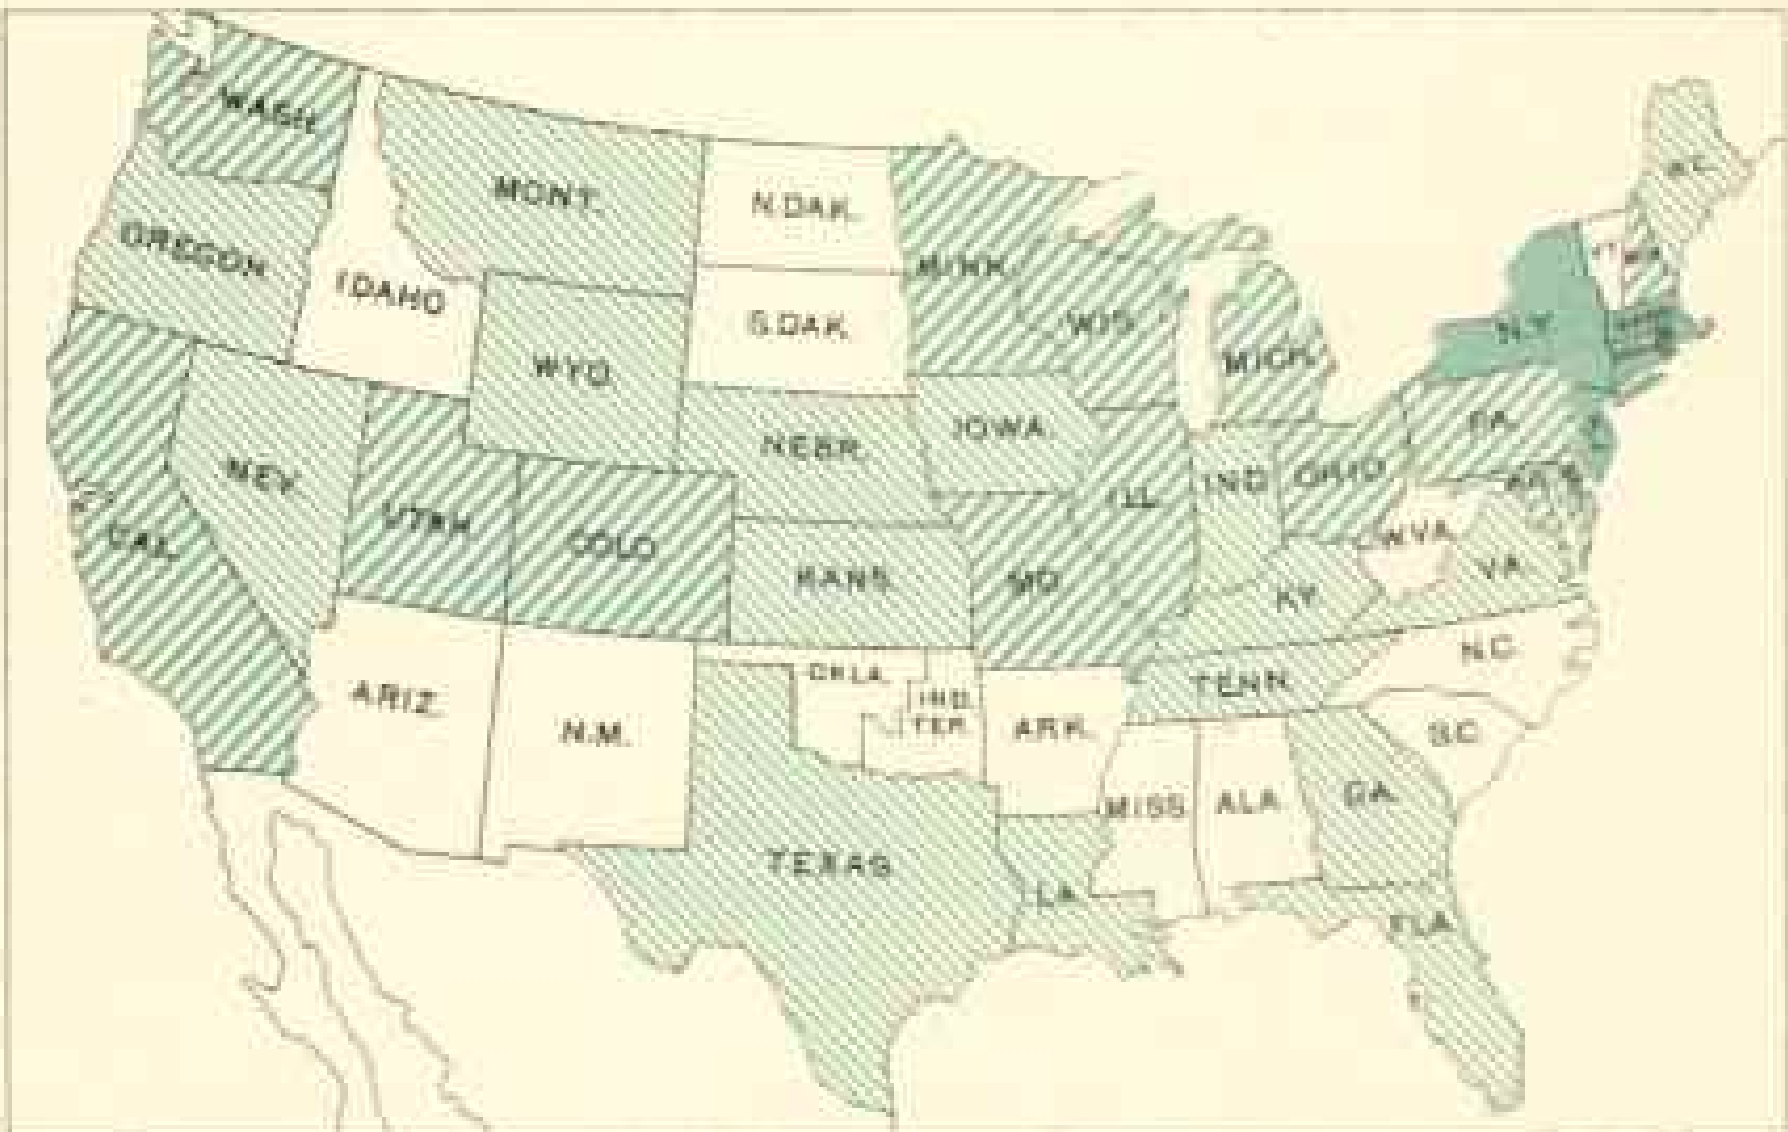 WASH.
MONT.
N.DAK.
MINN.
OREGON
IDAHO
S.DAK.
WIS.
MICH.
N.Y.
WYO.
NEBR.
IOWA.
PA.
NEV.
UTAH
COLO
ILL.
IND
OHIO
CAL.
KANS.
MO.
KY.
W.VA.
VA.
ARIZ.
N.M.
OKLA.
IND.
TER.
ARK.
TENN.
N.C.
S.C.
MISS.
ALA.
GA.
TEXAS
LA.
FLA.